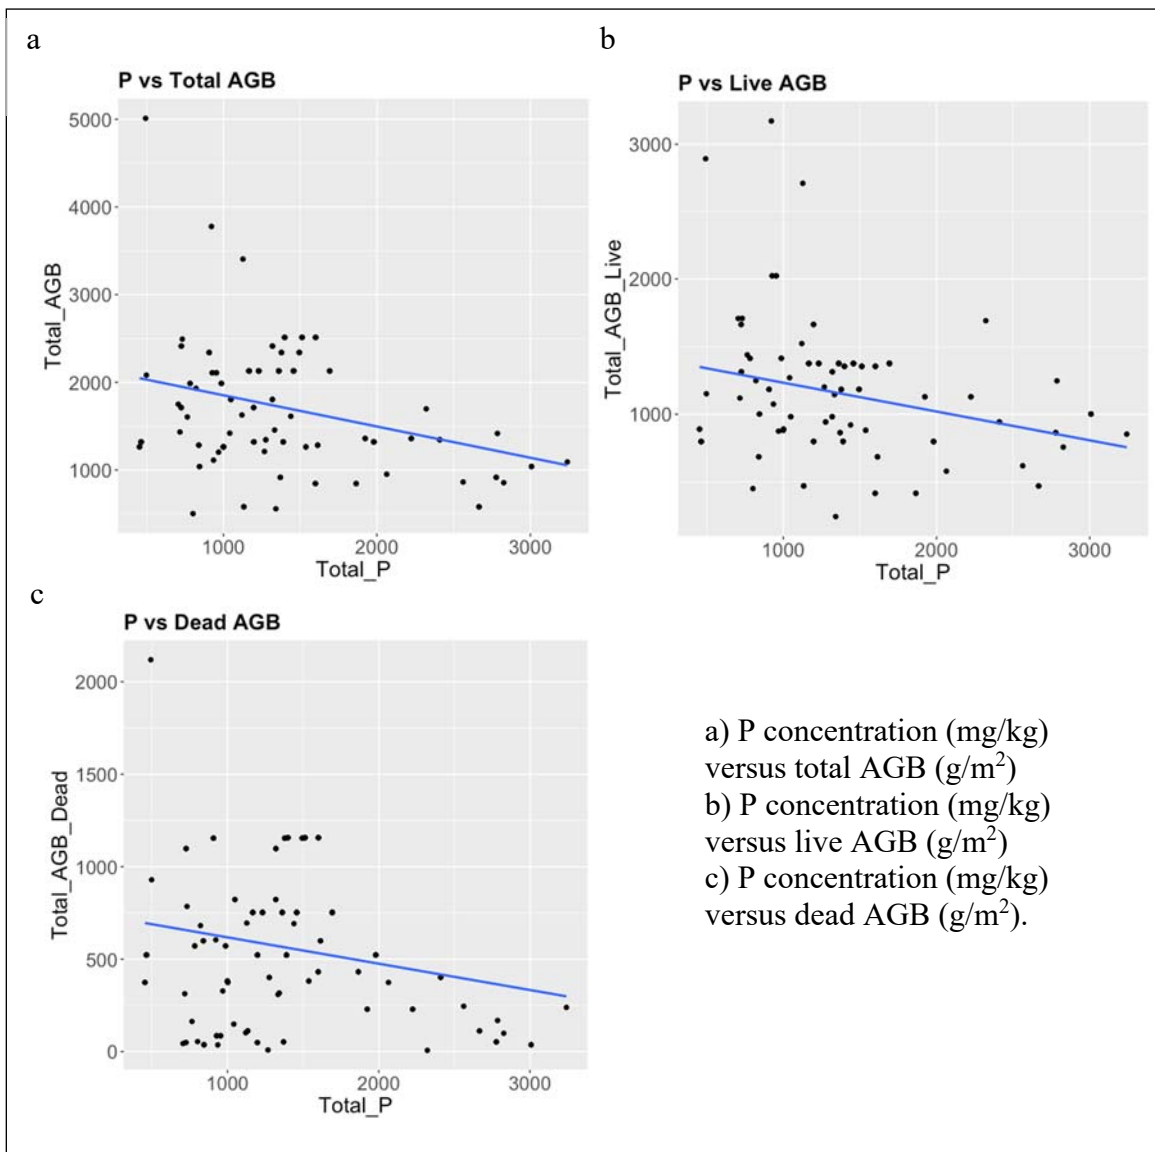 a
P vs Total AGB
5000
4000
3000
2000
1000
Total_AGB
1000 2000 3000
Total_P
b
P vs Live AGB
3000
2000
1000
Total_AGB_Live
1000 2000 3000
Total_P
c
P vs Dead AGB
2000
1500
1000
500
0
Total_AGB_Dead
1000 2000 3000
Total_P
a) P concentration (mg/kg)
versus total AGB (g/m²)
b) P concentration (mg/kg)
versus live AGB (g/m²)
c) P concentration (mg/kg)
versus dead AGB (g/m²).